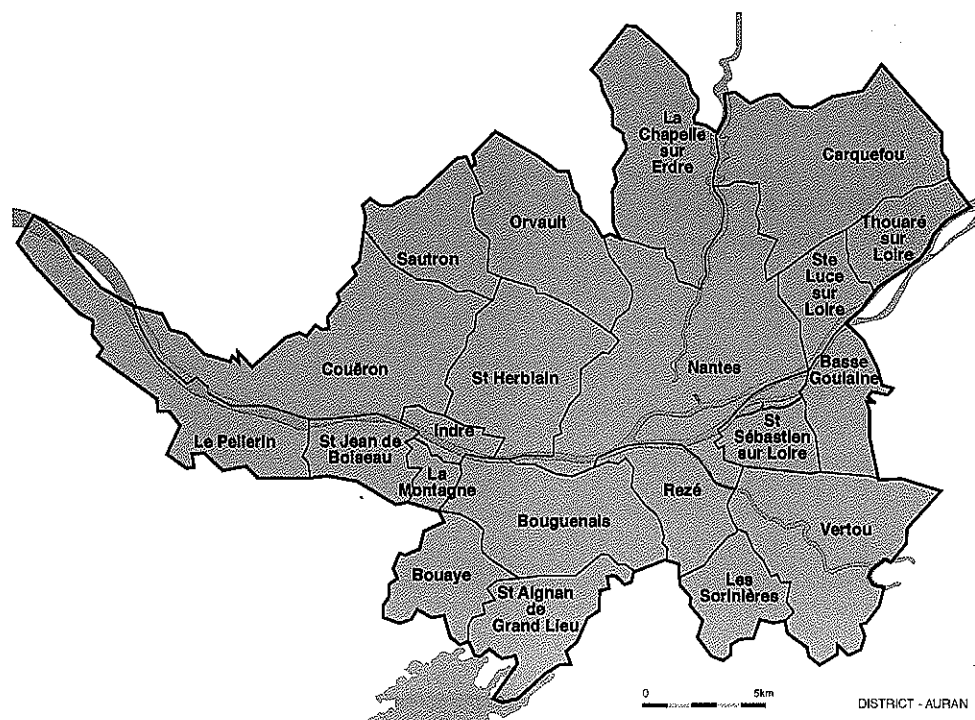 La
Chapelle
sur
Erdre
Carquefou
Orvault
Thouaré
sur
Loire
Sautron
Ste
Luce
sur
Loire
Couëron
St Herblain
Nantes
Basse
Goulaine
Indre
St
Sébastien
sur Loire
Le Pellerin
St Jean de
Boiseau
La
Montagne
Rezé
Bouguenais
Vertou
Bouaye
St Aignan
de
Grand Lieu
Les
Sorinières
0 5km
DISTRICT - AURAN